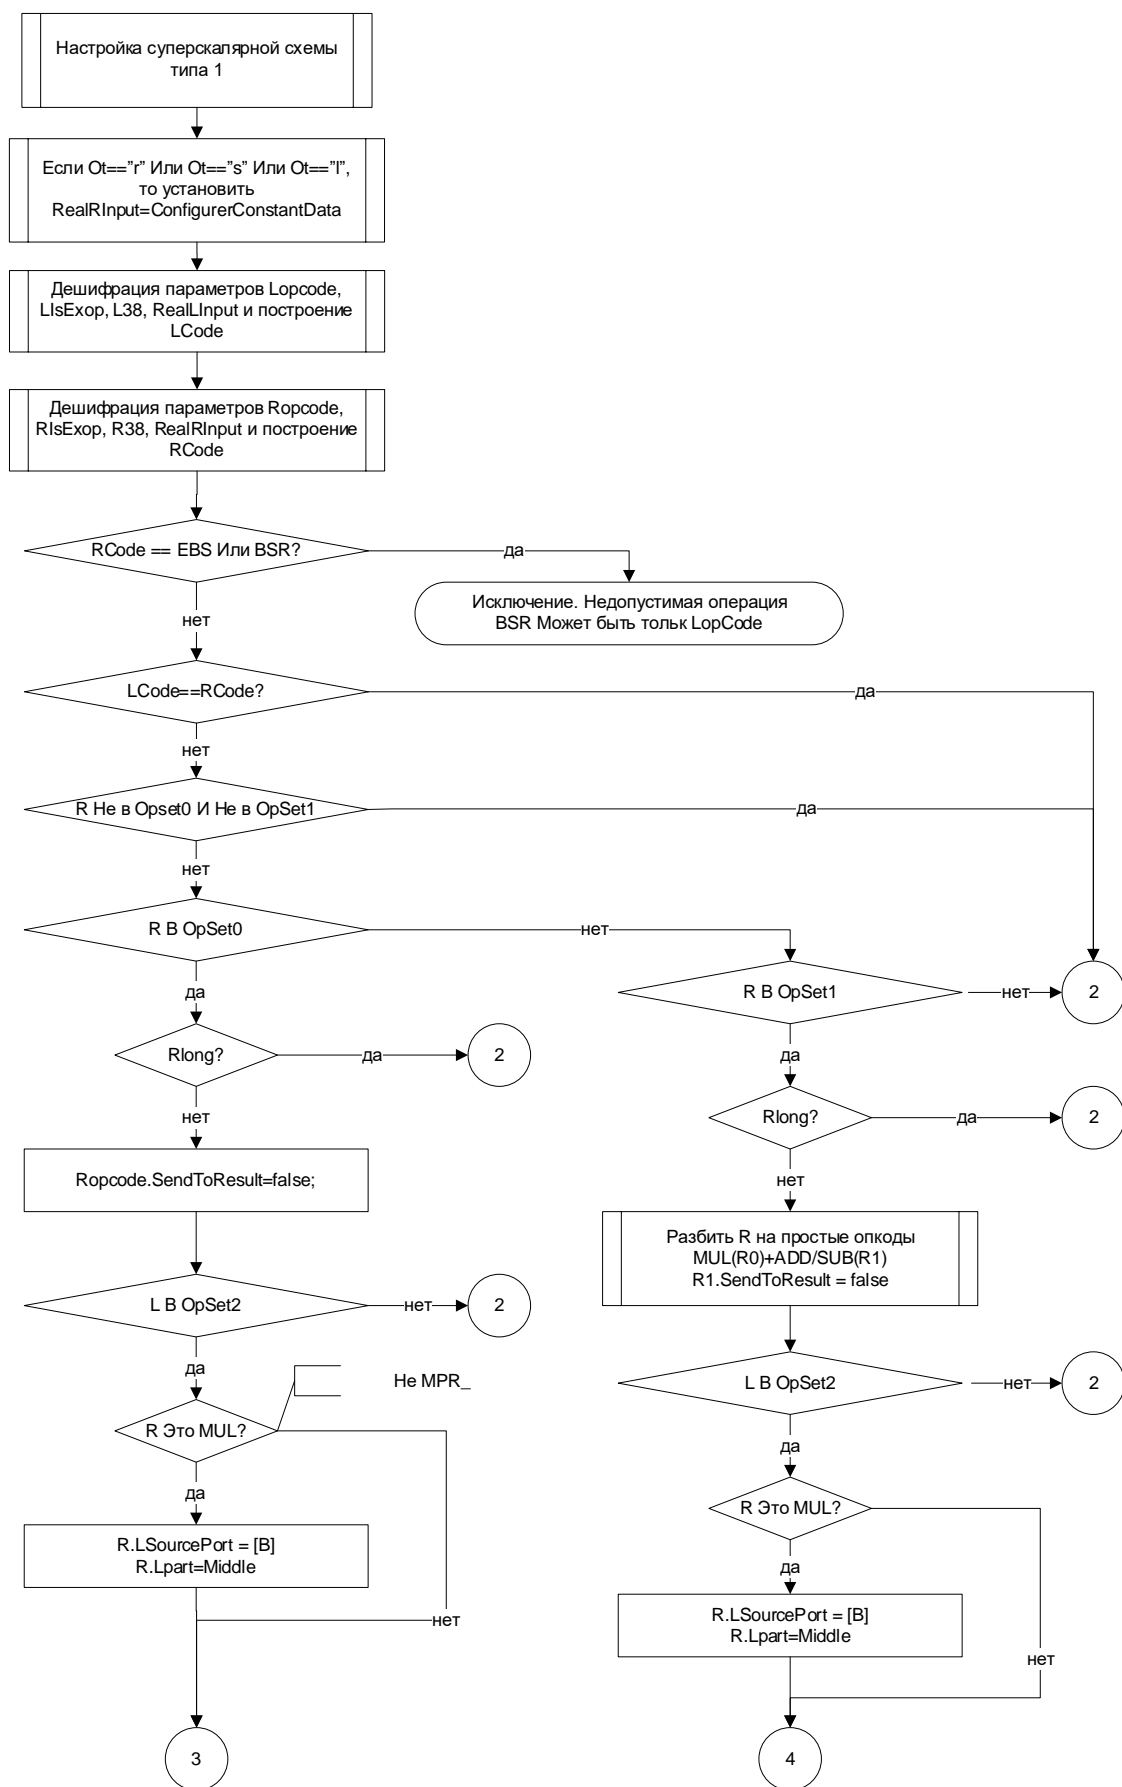 Настройка суперскалярной схемы
типа 1
Если Ot==”r” Или Ot==”s” Или Ot==”l”,
то установить
RealRInput=ConfigurerConstantData
Дешифрация параметров Lopcode,
LIsExop, L38, RealLInput и построение
LCode
Дешифрация параметров Ropcode,
RIsExop, R38, RealRInput и построение
RCode
RCode == EBS Или BSR?
да
Исключение. Недопустимая операция
BSR Может быть тольк LopCode
нет
LCode==RCode?
да
нет
R Не в Opset0 И Не в OpSet1
да
нет
R В OpSet0
нет
R В OpSet1
нет
2
да
да
Rlong?
да
2
Rlong?
да
2
нет
нет
Ropcode.SendToResult=false;
Разбить R на простые опкоды
MUL(R0)+ADD/SUB(R1)
R1.SendToResult = false
L В OpSet2
нет
2
L В OpSet2
нет
2
да
Не MPR_
R Это MUL?
да
R Это MUL?
да
R.LSourcePort = [B]
R.Lpart=Middle
да
нет
R.LSourcePort = [B]
R.Lpart=Middle
нет
3
4